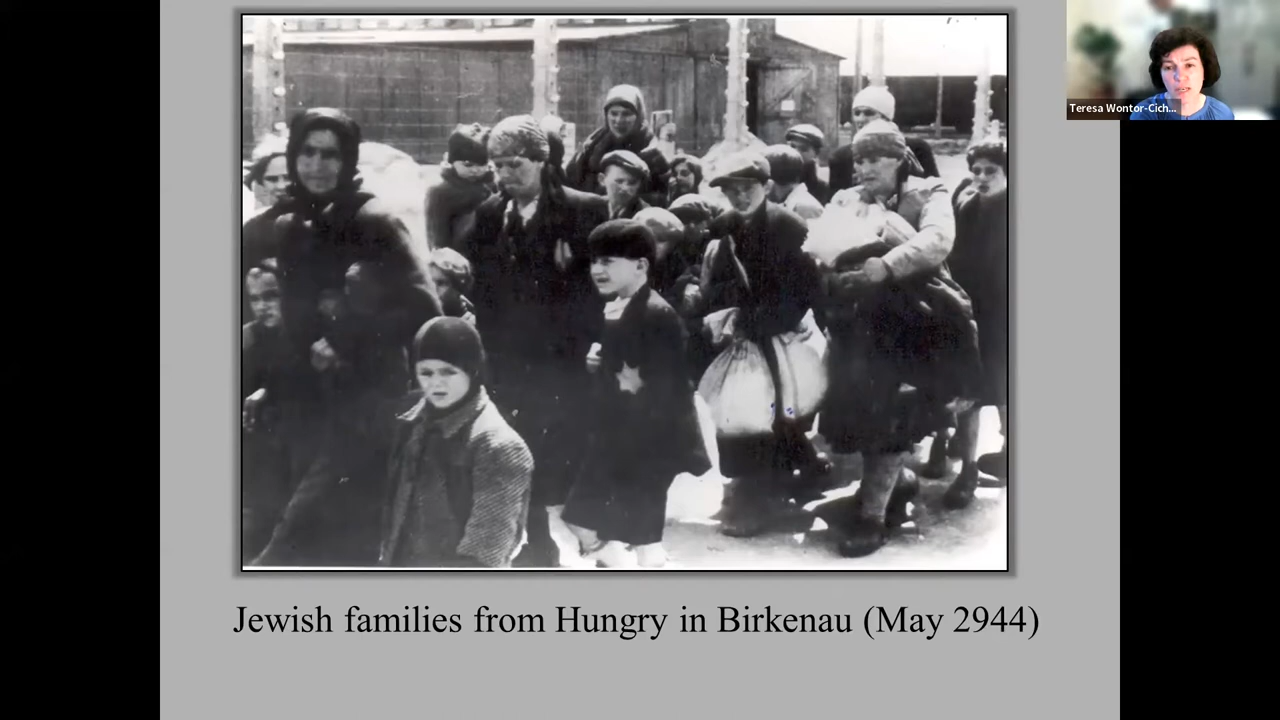 Teresa Wontor-Cich...
Jewish families from Hungry in Birkenau (May 2944)